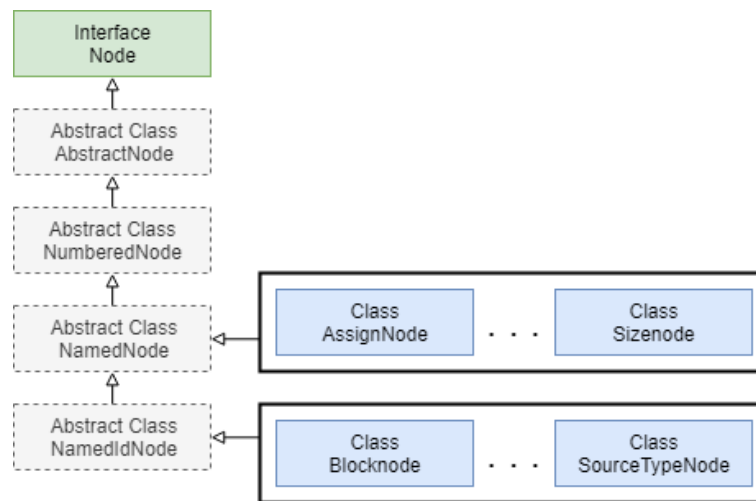 Interface
Node
Abstract Class
AbstractNode
Abstract Class
NumberedNode
Abstract Class
NamedNode
Class
AssignNode
. . .
Class
Sizenode
Abstract Class
NamedIdNode
Class
Blocknode
. . .
Class
SourceTypeNode